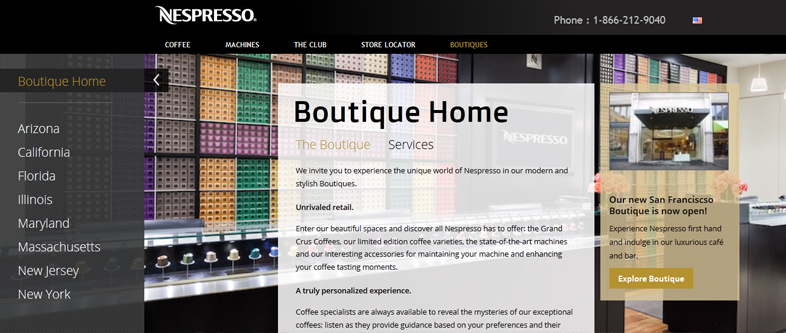 NESPRESSO.
Phone : 1-866-212-9040
COFFEE MACHINES THE CLUB STORE LOCATOR BOUTIQUES
Boutique Home
Arizona
California
Florida
Illinois
Maryland
Massachusetts
New Jersey
New York
Boutique Home
The Boutique Services
We invite you to experience the unique world of Nespresso in our modern and
stylish Boutiques.
Unrivaled retail.
Enter our beautiful spaces and discover all Nespresso has to offer: the Grand
Crus Coffees, our limited edition coffee varieties, the state-of-the-art machines
and our interesting accessories for maintaining your machine and enhancing
your coffee tasting moments.
A truly personalized experience.
Coffee specialists are always available to reveal the mysteries of our exceptional
coffees; listen as they provide guidance based on your preferences and their
NESPRESSO
NESPRESSO
Our new San Franciscso
Boutique is now open!
Experience Nespresso first hand
and indulge in our luxurious café
and bar.
Explore Boutique